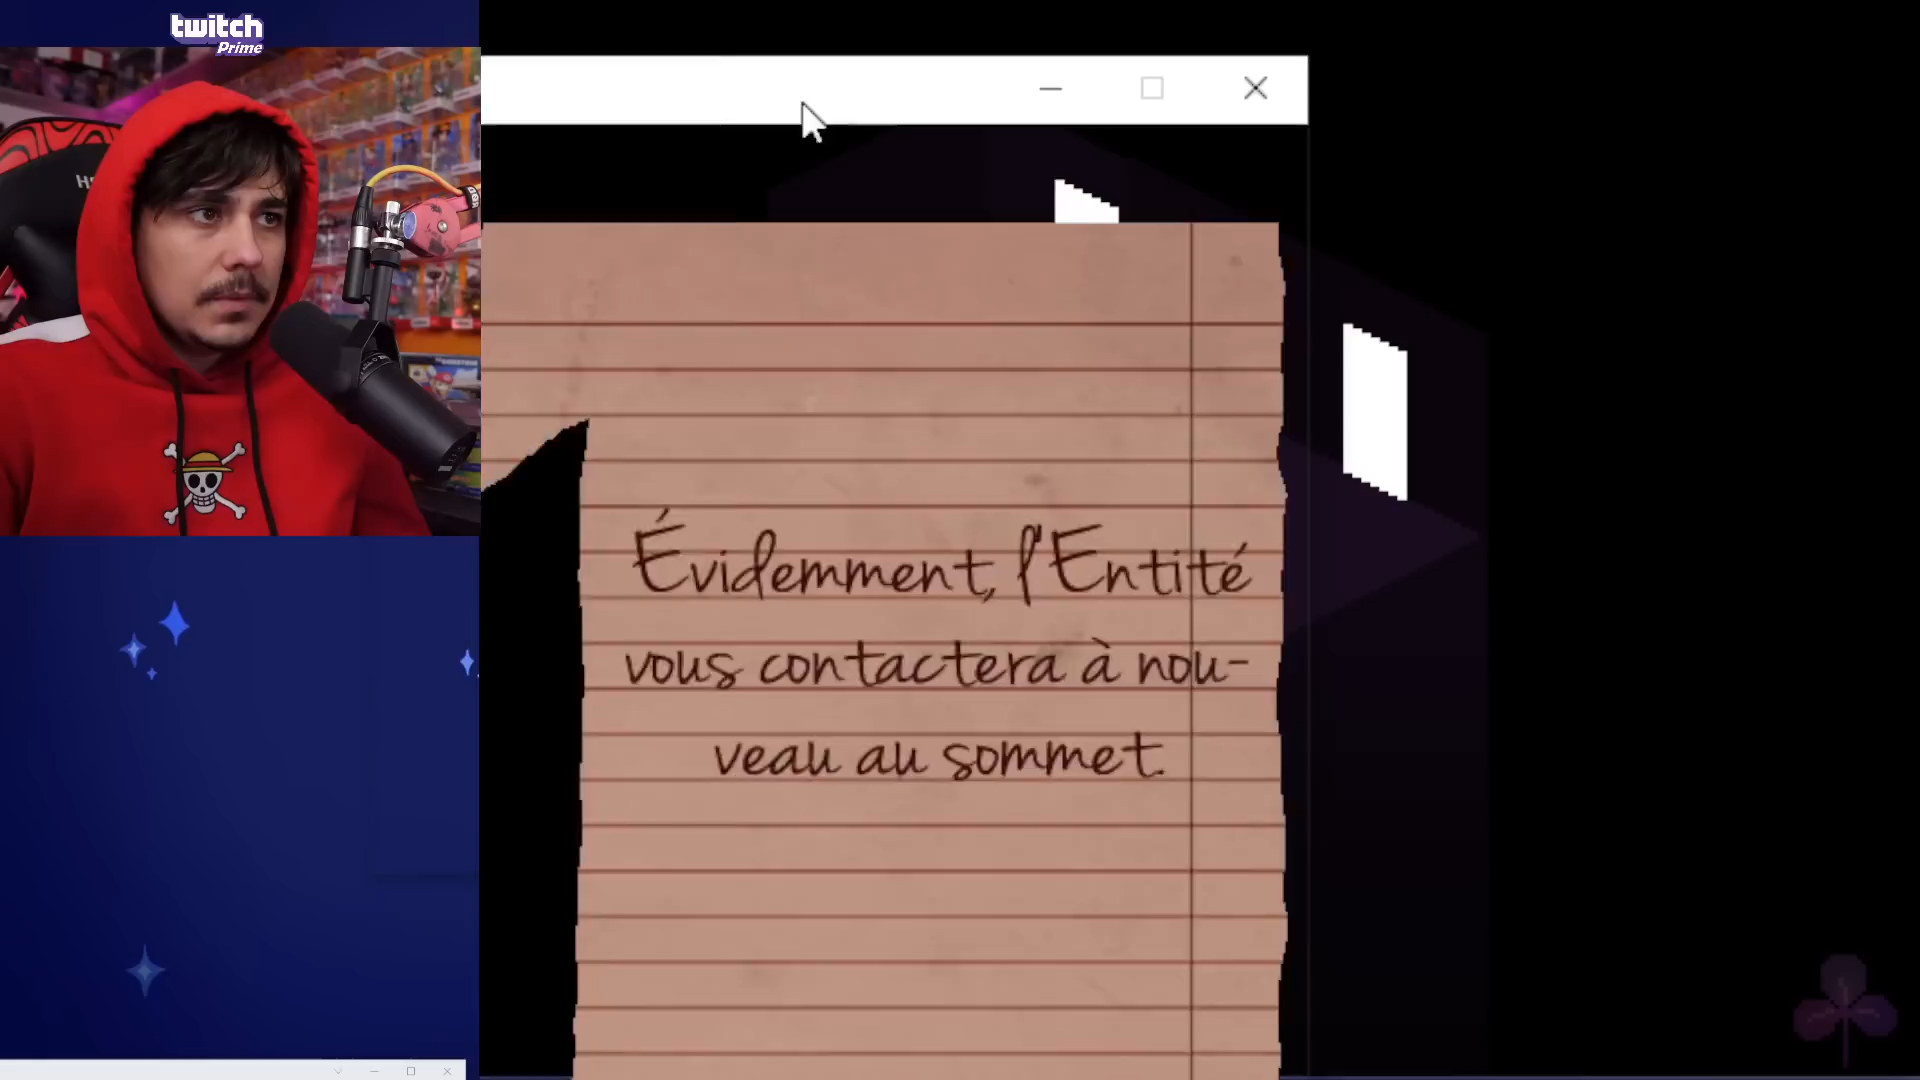 twitch
Prime
Évidemment, l'Entité
vous contactera à nou-
veau au sommet.